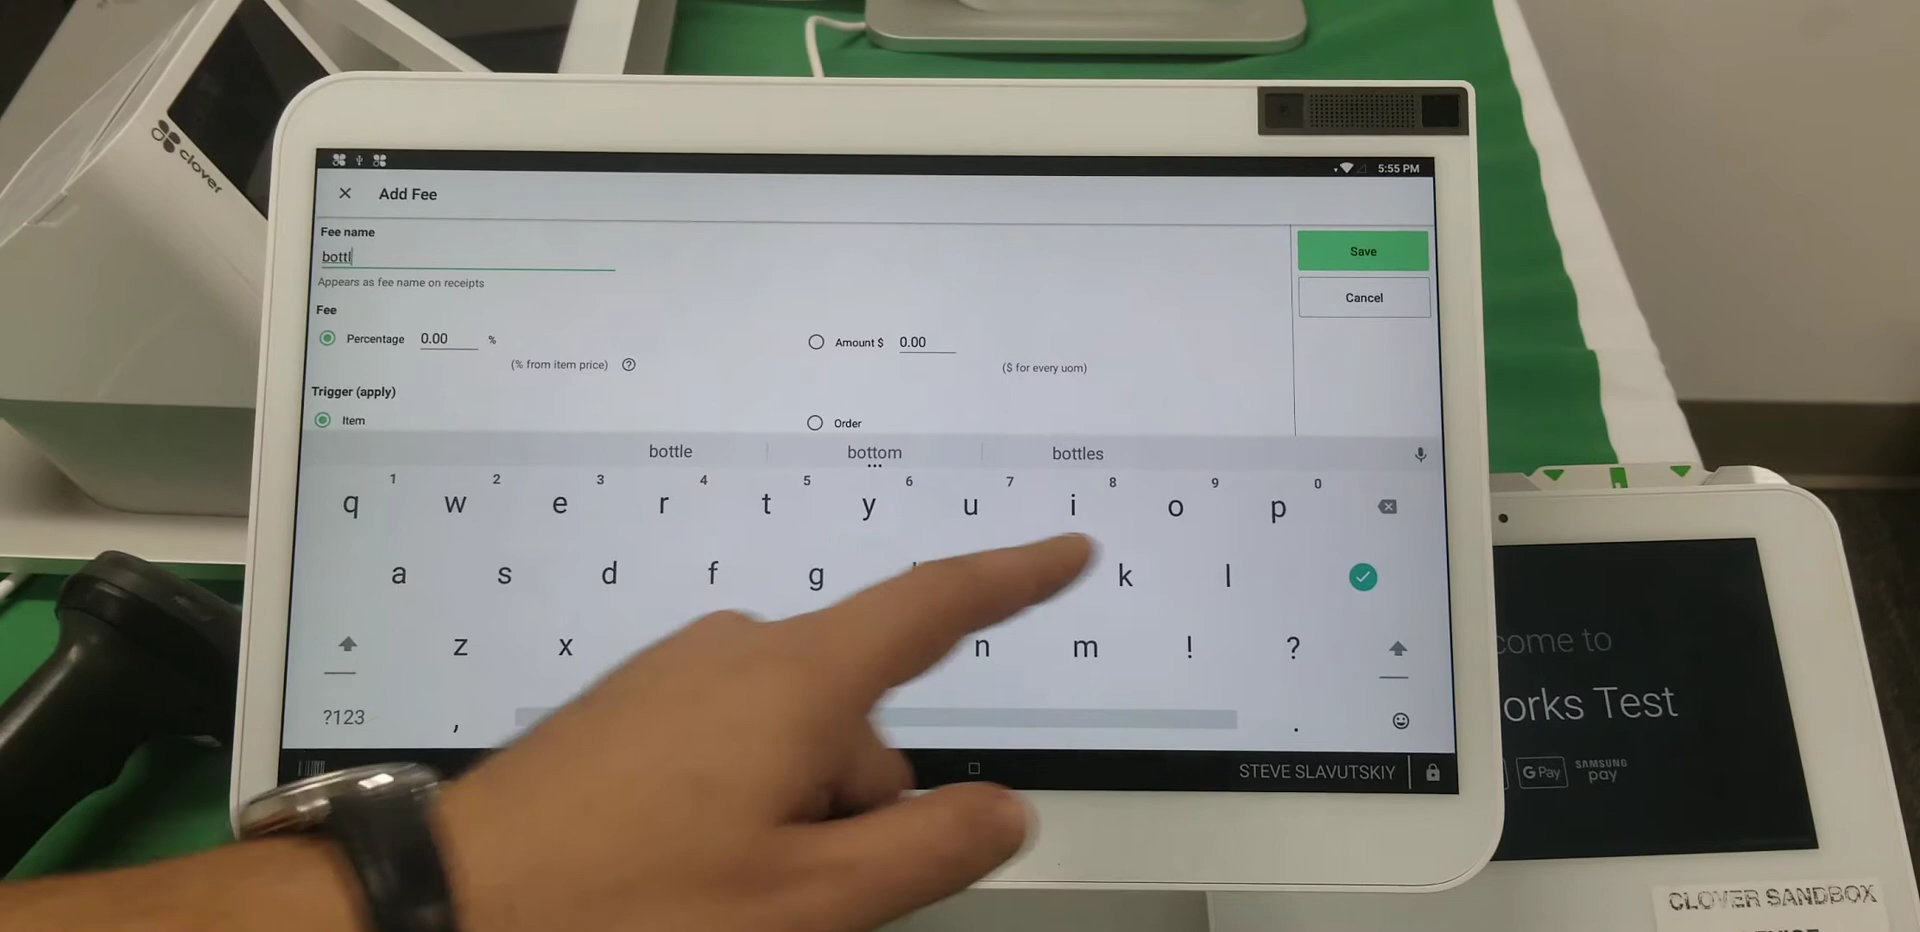 clover
5:55 PM
Add Fee
Fee name
bottl
Appears as fee name on receipts
Fee
Percentage 0.00 %
(% from item price) ?
Amount $ 0.00
($ for every uom)
Trigger (apply)
Item
Order
Save
Cancel
bottle bottom bottles
1 2 3 4 5 6 7 8 9 0
q w e r t y u i o p
a s d f g k l
z x n m ! ?
?123 , .
STEVE SLAVUTSKIY
come to
orks Test
G Pay SAMSUNG pay
CLOVER SANDBOX